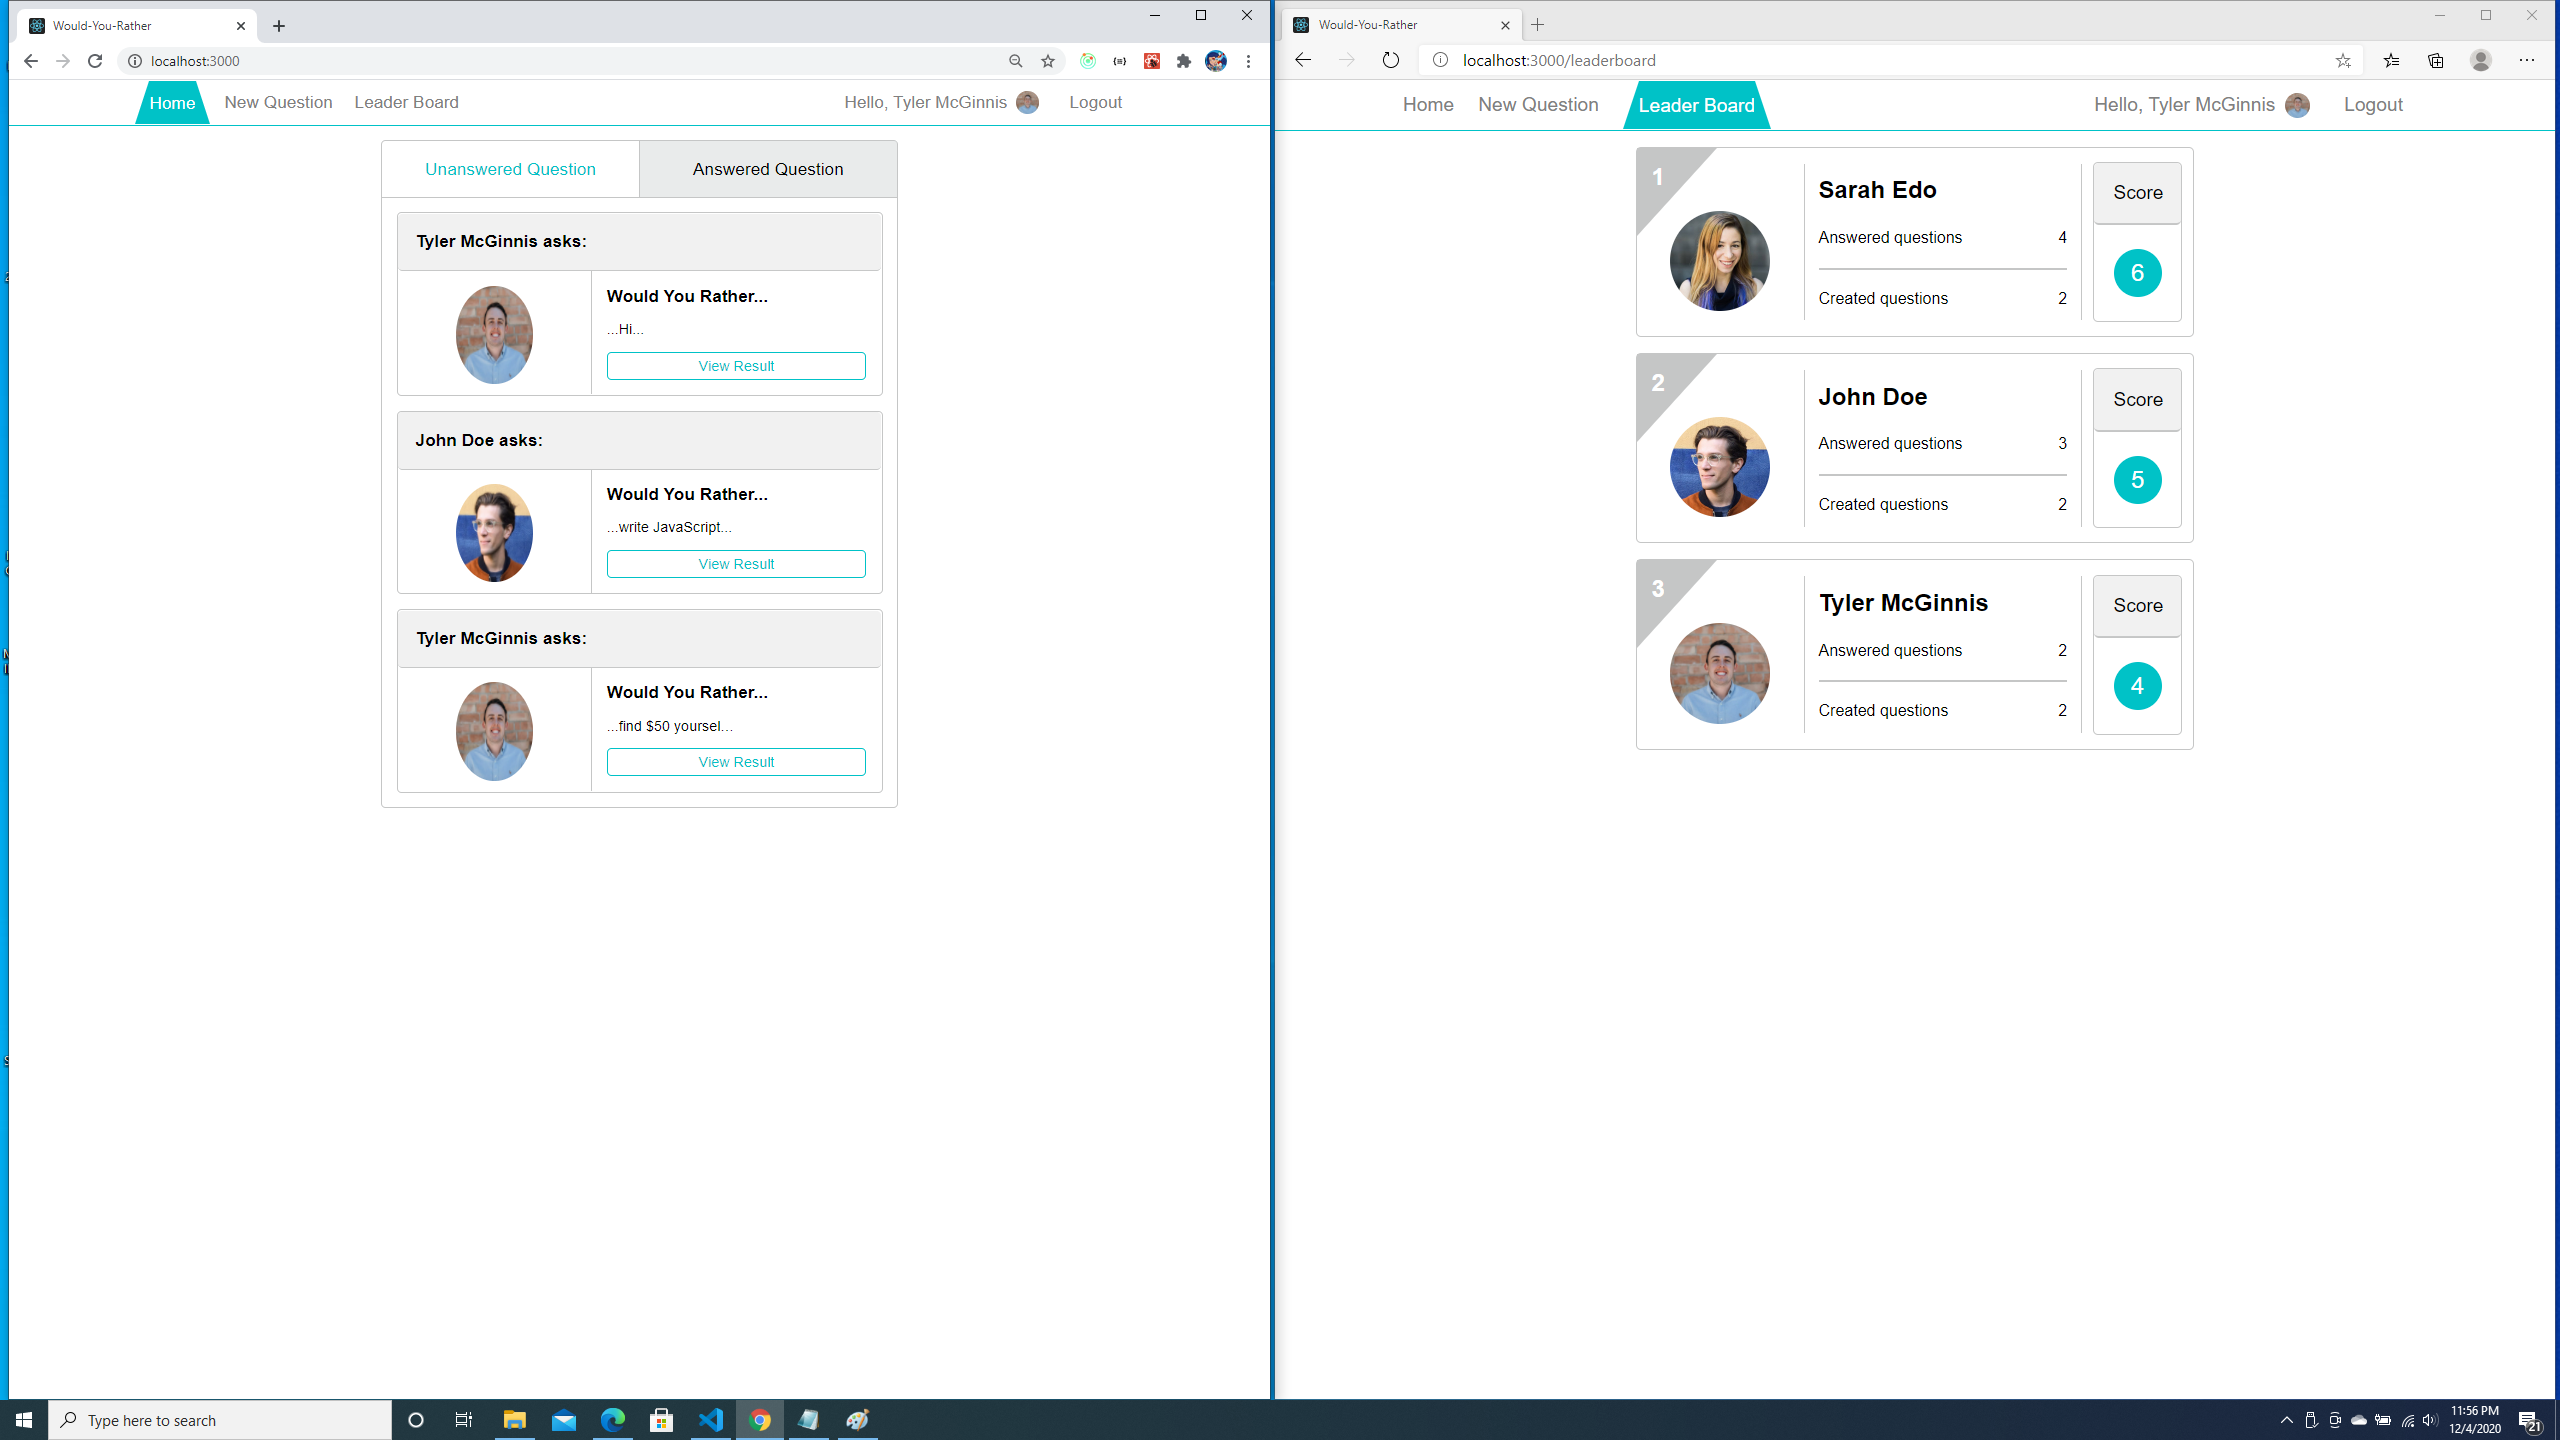 Would-You-Rather
localhost:3000
Home
New Question
Leader Board
Hello, Tyler McGinnis
Logout
Unanswered Question
Answered Question
Tyler McGinnis asks:
Would You Rather...
...Hi...
View Result
John Doe asks:
Would You Rather...
...write JavaScript...
View Result
Tyler McGinnis asks:
Would You Rather...
...find $50 yoursel...
View Result
Would-You-Rather
localhost:3000/leaderboard
Home
New Question
Leader Board
Hello, Tyler McGinnis
Logout
1
Sarah Edo
Answered questions 4
Created questions 2
Score
6
2
John Doe
Answered questions 3
Created questions 2
Score
5
3
Tyler McGinnis
Answered questions 2
Created questions 2
Score
4
Type here to search
11:56 PM
12/4/2020
21